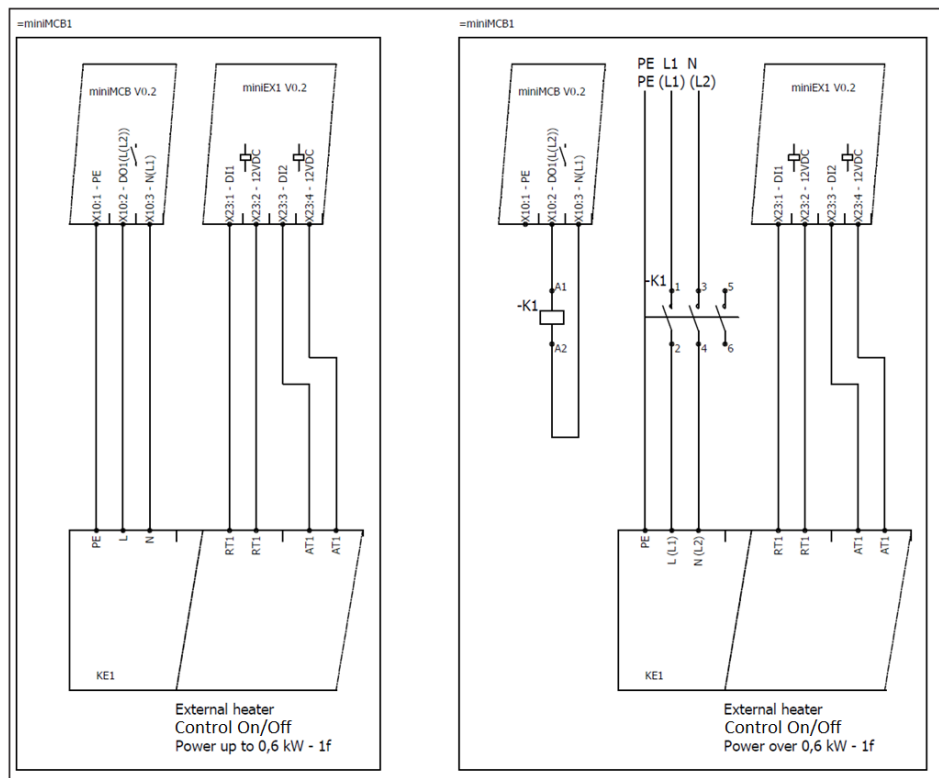 =miniMCB1
miniMCB V0.2
miniEX1 V0.2
X10:1 - PE
X10:2 - DO1(L(L2))
X10:3 - N(L1)
X23:1 - DI1
X23:2 - 12VDC
X23:3 - DI2
X23:4 - 12VDC
PE
L
N
RT1
RT1
AT1
AT1
KE1
External heater
Control On/Off
Power up to 0,6 kW - 1f
=miniMCB1
PE L1 N
PE (L1) (L2)
miniMCB V0.2
miniEX1 V0.2
X10:1 - PE
X10:2 - DO1(L(L2))
X10:3 - N(L1)
X23:1 - DI1
X23:2 - 12VDC
X23:3 - DI2
X23:4 - 12VDC
A1
-K1
A2
-K1
1
3
5
2
4
6
PE
L (L1)
N (L2)
RT1
RT1
AT1
AT1
KE1
External heater
Control On/Off
Power over 0,6 kW - 1f